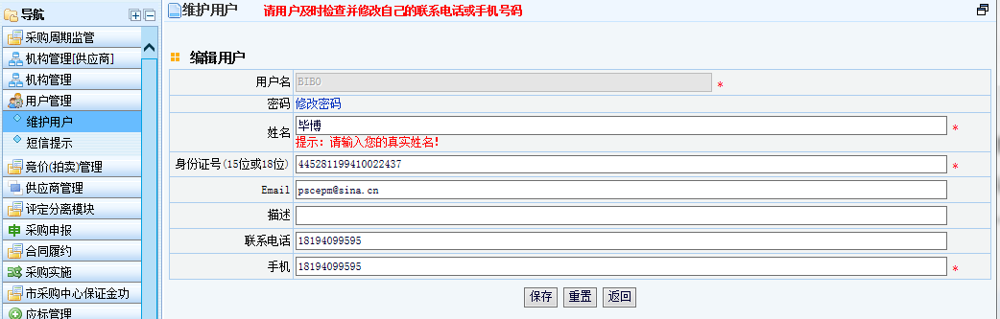 导航
采购周期监管
机构管理[供应商]
机构管理
用户管理
维护用户
短信提示
竞价(拍卖)管理
供应商管理
评定分离模块
采购申报
合同履约
采购实施
市采购中心保证金功
应标管理
维护用户 请用户及时检查并修改自己的联系电话或手机号码
编辑用户
用户名 BIBO *
密码 修改密码
姓名 毕博 *
提示: 请输入您的真实姓名!
身份证号(15位或18位) 445281199410022437 *
Email pscepm@sina.cn
描述
联系电话 18194099595
手机 18194099595 *
保存 重置 返回